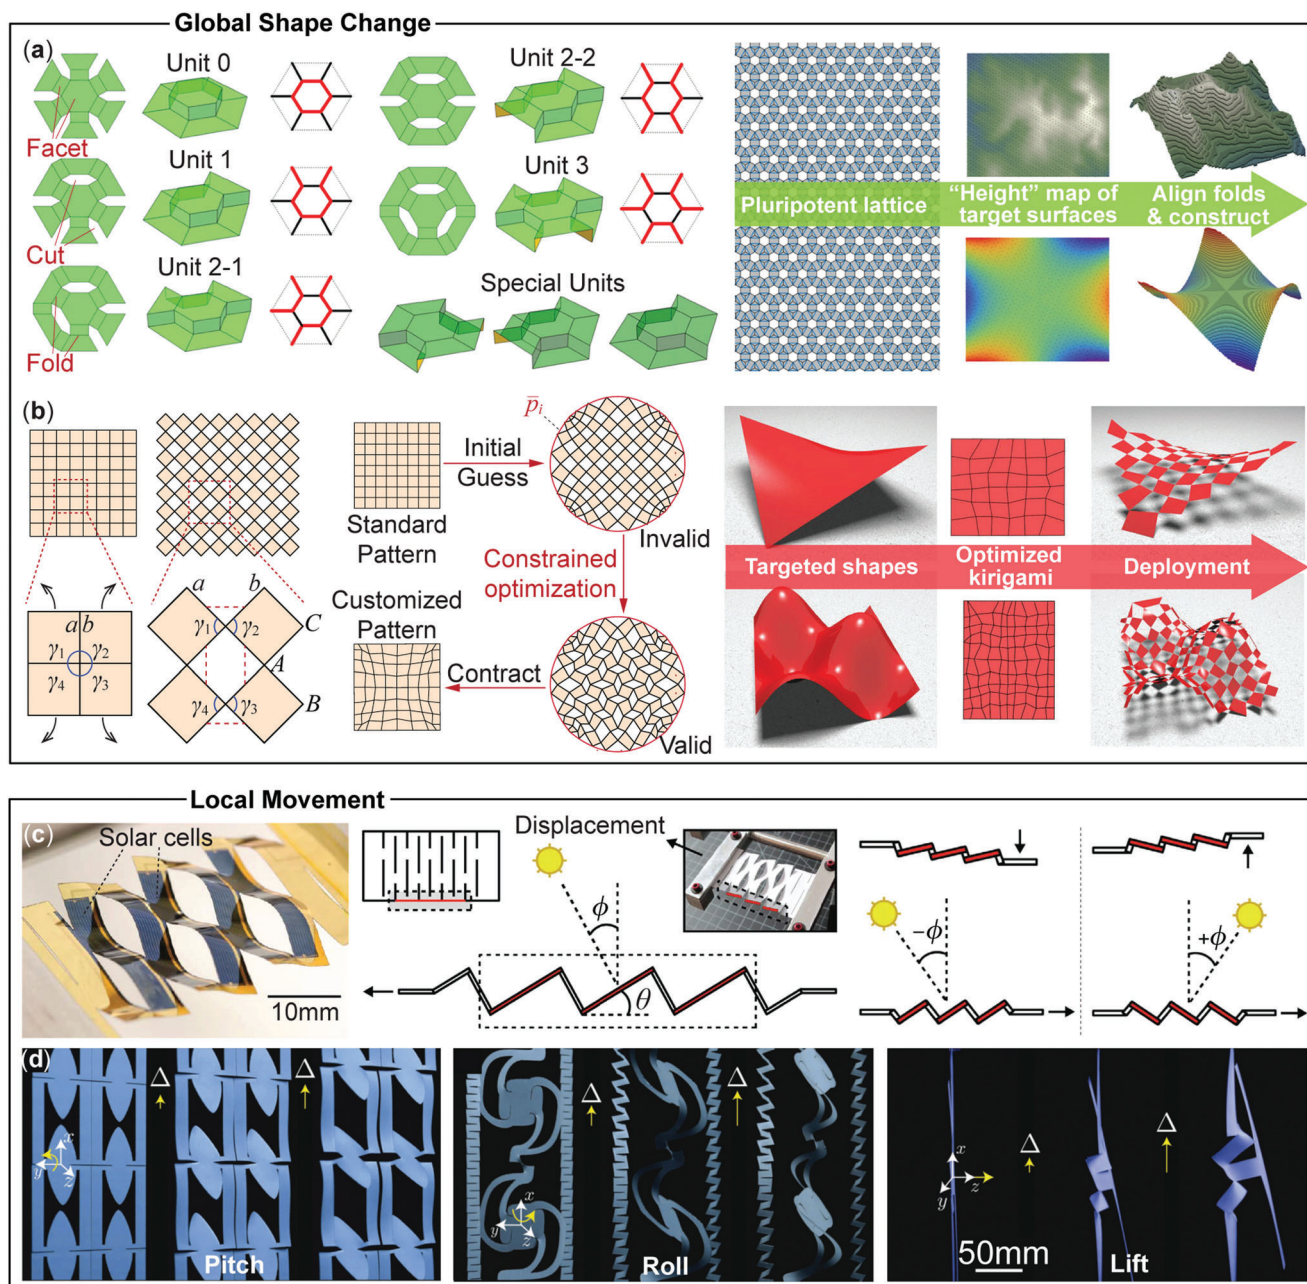 Global Shape Change
(a)
Unit 0
Unit 2-2
Facet
Unit 1
Unit 3
Cut
Unit 2-1
Special Units
Fold
Pluripotent lattice
“Height” map of
target surfaces
Align folds
& construct
(b)
p̄i
Initial
Guess
Standard
Pattern
Invalid
Constrained
optimization
Customized
Pattern
Contract
Valid
a b
γ1 γ2
γ4 γ3
a b
γ1 γ2 C
A
γ4 γ3 B
Targeted shapes
Optimized
kirigami
Deployment
Local Movement
(c)
Solar cells
10mm
Displacement
ϕ
θ
-ϕ
+ϕ
(d)
Δ
Δ
x
y
z
Pitch
Δ
Δ
x
y
z
Roll
Δ
Δ
x
y
z
50mm
Lift